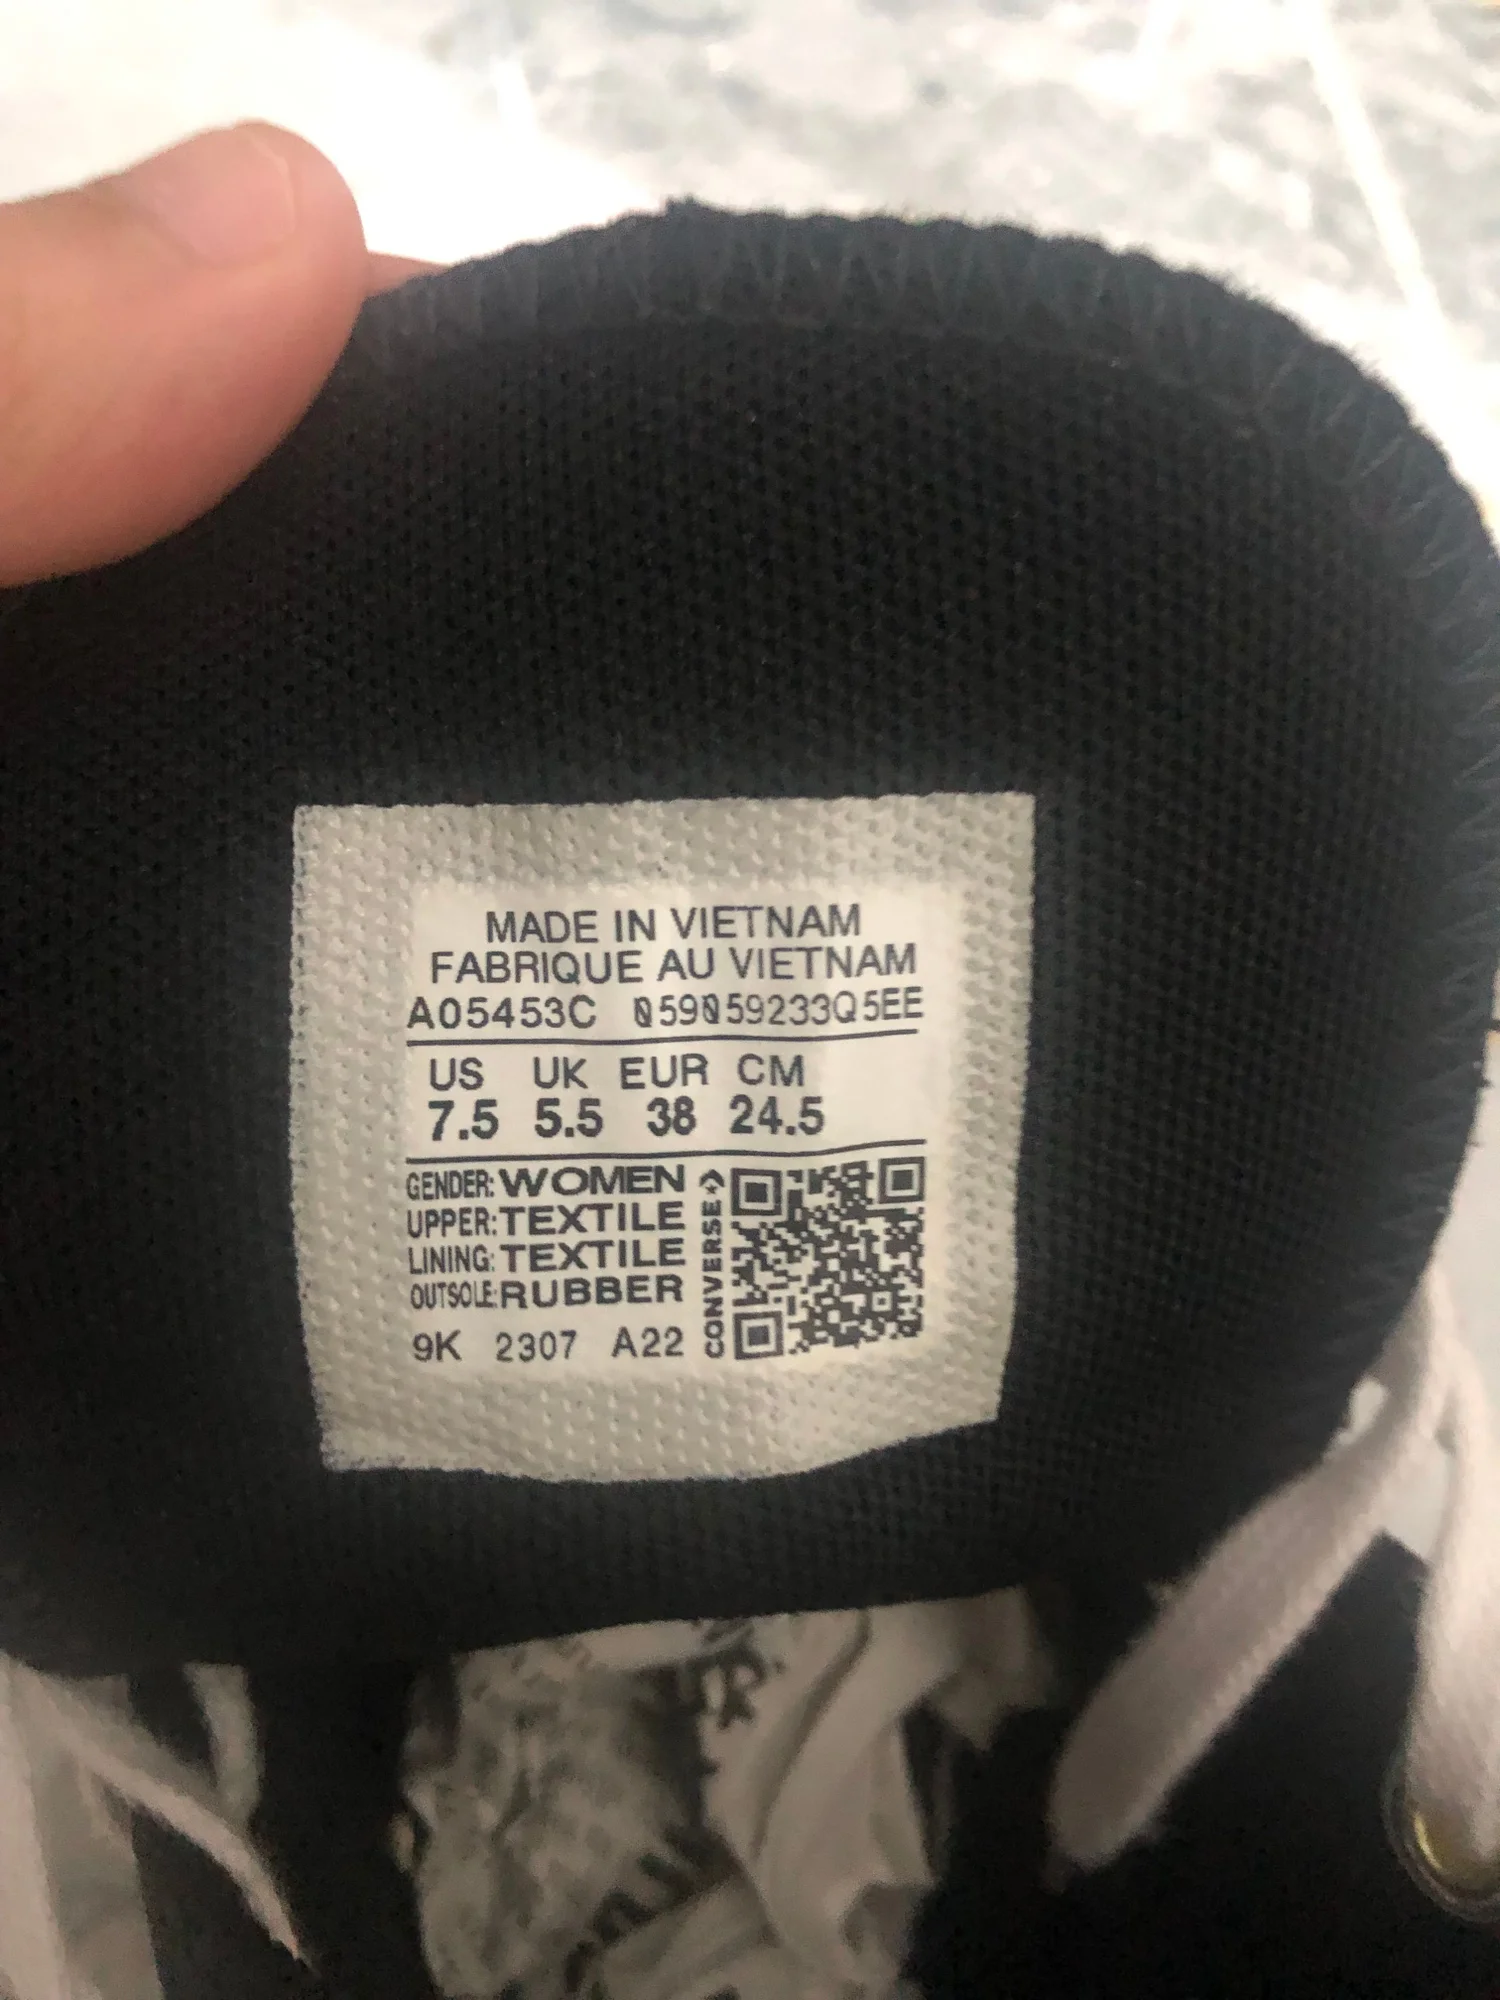 MADE IN VIETNAM
FABRIQUE AU VIETNAM
A05453C 059059233Q5EE
US UK EUR CM
7.5 5.5 38 24.5
GENDER: WOMEN
UPPER: TEXTILE
LINING: TEXTILE
OUTSOLE: RUBBER
9K 2307 A22
CONVERSE